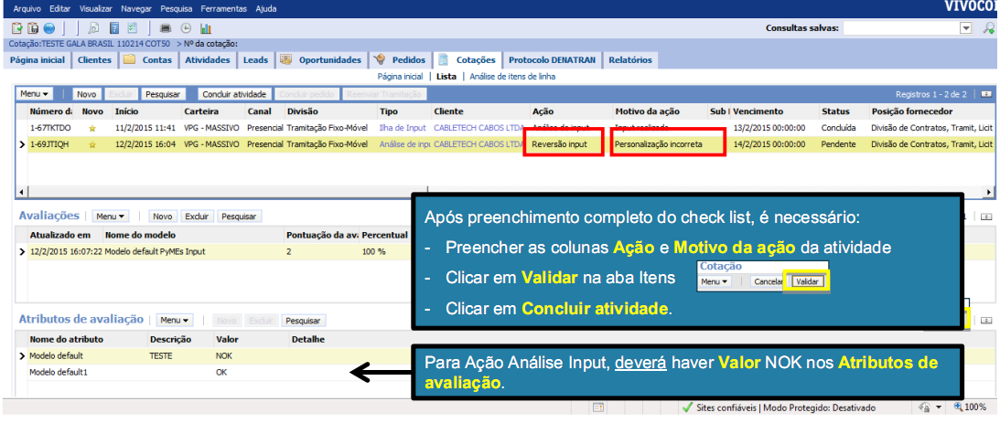 Arquivo Editar Visualizar Navegar Pesquisa Ferramentas Ajuda
VIVOCO
Consultas salvas:
Cotação:TESTE GALA BRASIL 110214 COT50 > Nº da cotação:
Página inicial Clientes Contas Atividades Leads Oportunidades Pedidos Cotações Protocolo DENATRAN Relatórios
Página inicial | Lista | Análise de itens de linha
Menu Novo Excluir Pesquisar Concluir atividade Concluir pedido Reenviar Tramitação Registros 1 - 2 de 2
Número d Novo Início Carteira Canal Divisão Tipo Cliente Ação Motivo da ação Sub Vencimento Status Posição fornecedor
1-67TKTDO 11/2/2015 11:41 VPG - MASSIVO Presencial Tramitação Fixo-Móvel Ilha de Input CABLETECH CABOS LTDA Análise de input Input realizado 13/2/2015 00:00:00 Concluída Divisão de Contratos, Tramit, Licit
1-69JTIQH 12/2/2015 16:04 VPG - MASSIVO Presencial Tramitação Fixo-Móvel Análise de inpu CABLETECH CABOS LTDA Reversão input Personalização incorreta 14/2/2015 00:00:00 Pendente Divisão de Contratos, Tramit, Licit
Avaliações Menu Novo Excluir Pesquisar
Atualizado em Nome do modelo Pontuação da ava Percentual
12/2/2015 16:07:22 Modelo default PyMEs Input 2 100 %
Após preenchimento completo do check list, é necessário:
- Preencher as colunas Ação e Motivo da ação da atividade
- Clicar em Validar na aba Itens
Cotação
Menu Cancelar Validar
- Clicar em Concluir atividade.
Atributos de avaliação Menu Novo Excluir Pesquisar
Nome do atributo Descrição Valor Detalhe
Modelo default TESTE NOK
Modelo default1 OK
Para Ação Análise Input, deverá haver Valor NOK nos Atributos de
avaliação.
Sites confiáveis | Modo Protegido: Desativado 100%